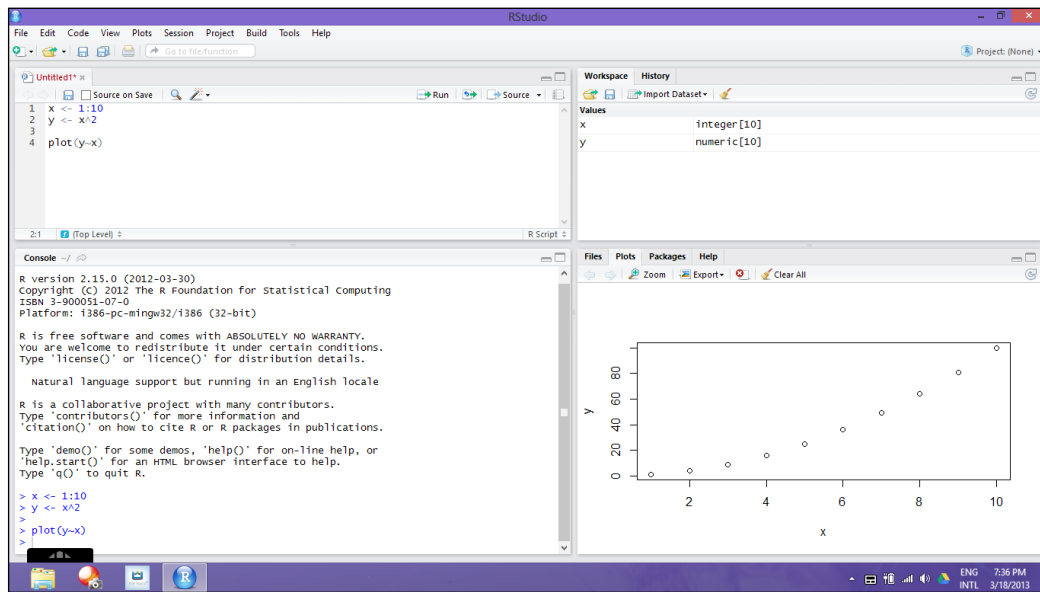 RStudio
File Edit Code View Plots Session Project Build Tools Help
Go to file/function
Project: (None)
Untitled1*
Source on Save
Run
Source
1 x <- 1:10
2 y <- x^2
3
4 plot(y~x)
2:1 (Top Level)
R Script
Console ~/
R version 2.15.0 (2012-03-30)
Copyright (C) 2012 The R Foundation for Statistical Computing
ISBN 3-900051-07-0
Platform: i386-pc-mingw32/i386 (32-bit)
R is free software and comes with ABSOLUTELY NO WARRANTY.
You are welcome to redistribute it under certain conditions.
Type 'license()' or 'licence()' for distribution details.
Natural language support but running in an English locale
R is a collaborative project with many contributors.
Type 'contributors()' for more information and
'citation()' on how to cite R or R packages in publications.
Type 'demo()' for some demos, 'help()' for on-line help, or
'help.start()' for an HTML browser interface to help.
Type 'q()' to quit R.
> x <- 1:10
> y <- x^2
>
> plot(y~x)
>
Workspace History
Import Dataset
Values
x integer[10]
y numeric[10]
Files Plots Packages Help
Zoom Export Clear All
80
60
40
20
0
y
2 4 6 8 10
x
R
ENG 7:36 PM
INTL 3/18/2013